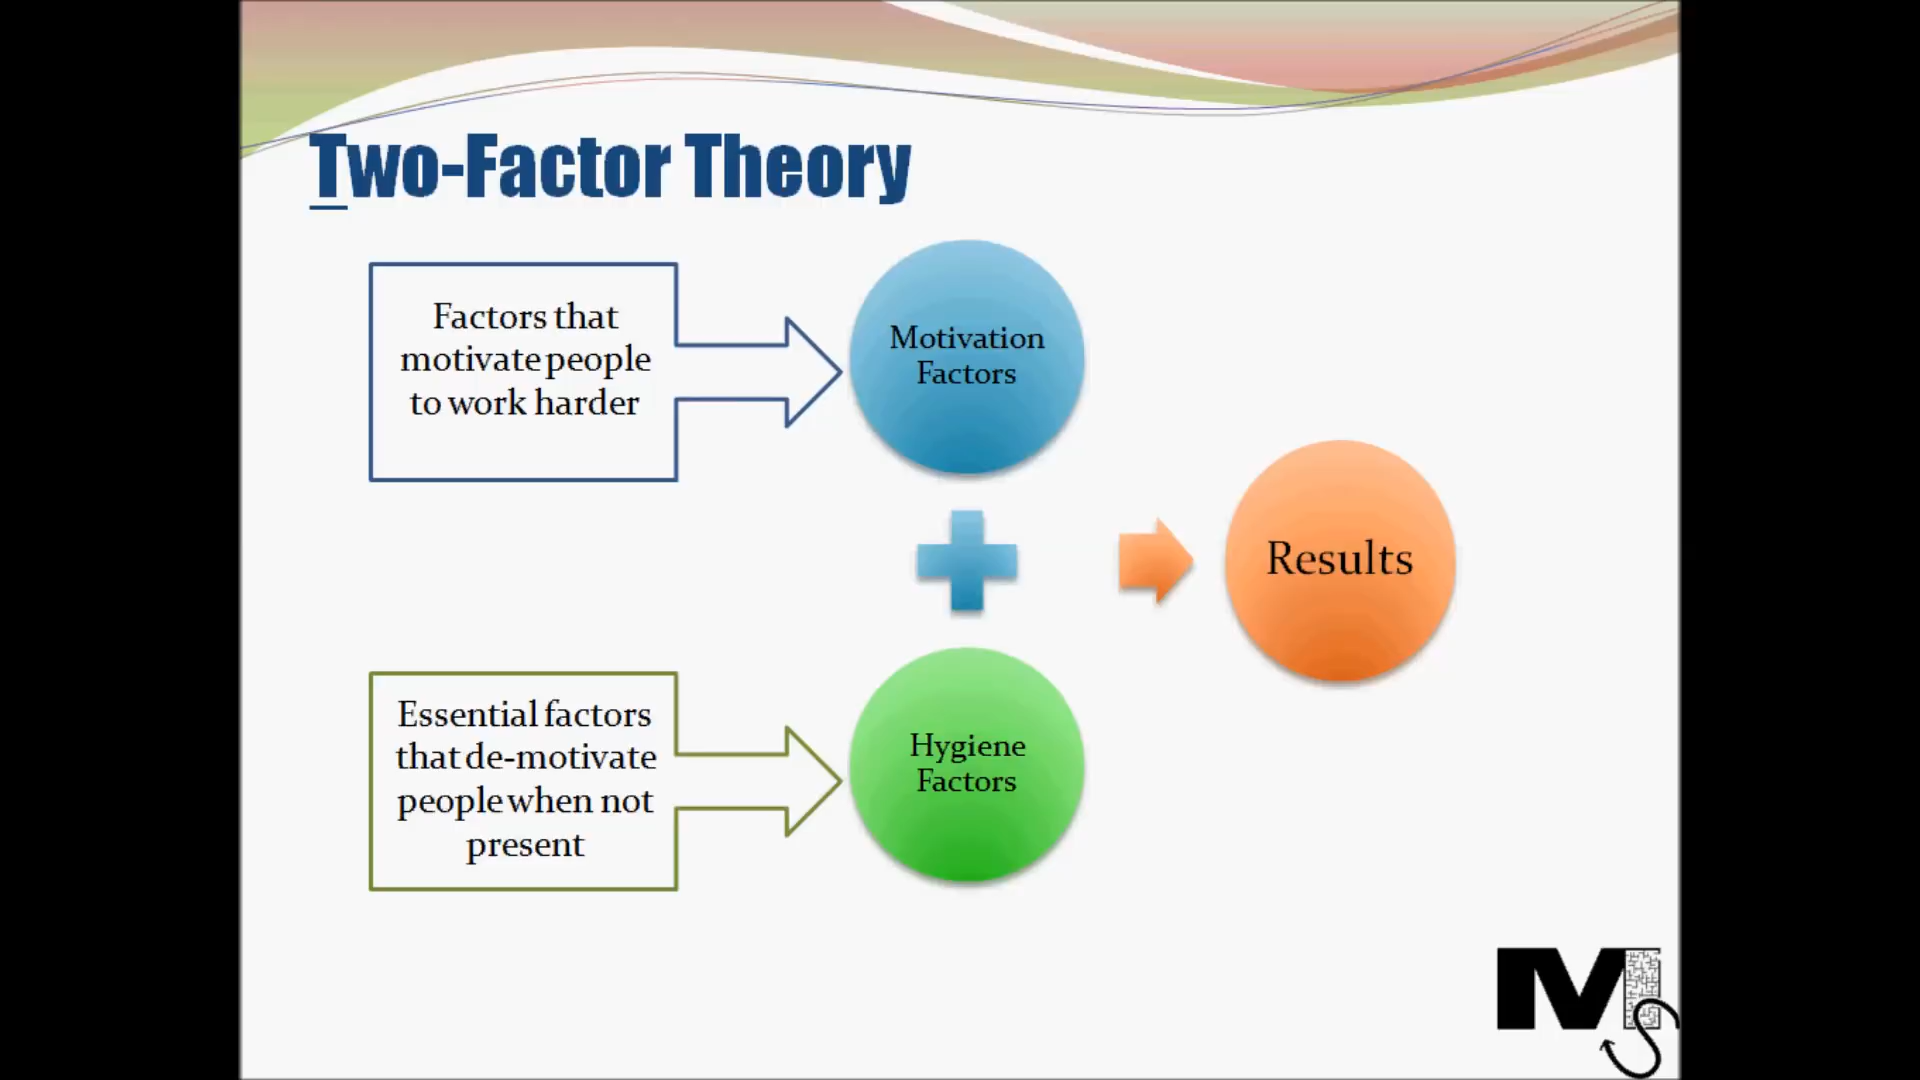 Two-Factor Theory
Factors that
motivate people
to work harder
Motivation
Factors
Results
Essential factors
that de-motivate
people when not
present
Hygiene
Factors
MS